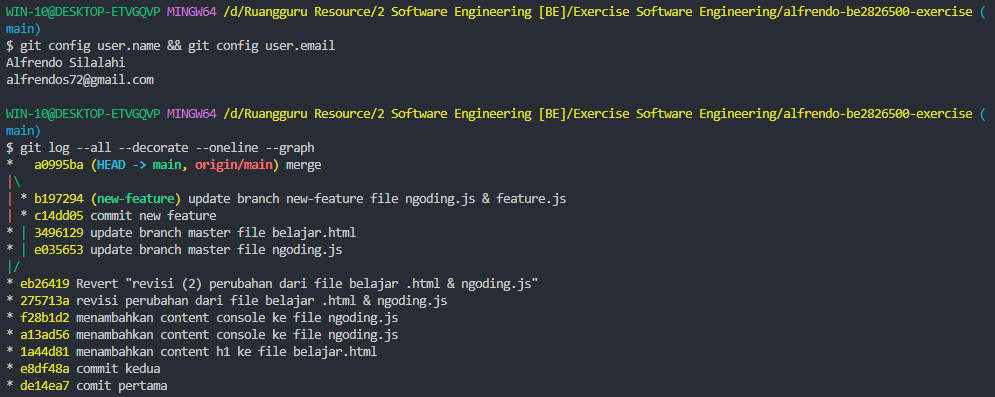 WIN-10@DESKTOP-ETVGQVP MINGW64 /d/Ruangguru Resource/2 Software Engineering [BE]/Exercise Software Engineering/alfrendo-be2826500-exercise (
main)
$ git config user.name && git config user.email
Alfrendo Silalahi
alfrendos72@gmail.com
WIN-10@DESKTOP-ETVGQVP MINGW64 /d/Ruangguru Resource/2 Software Engineering [BE]/Exercise Software Engineering/alfrendo-be2826500-exercise (
main)
$ git log --all --decorate --oneline --graph
*   a0995ba (HEAD -> main, origin/main) merge
|\
| * b197294 (new-feature) update branch new-feature file ngoding.js & feature.js
| * c14dd05 commit new feature
* | 3496129 update branch master file belajar.html
* | e035653 update branch master file ngoding.js
|/
* eb26419 Revert "revisi (2) perubahan dari file belajar .html & ngoding.js"
* 275713a revisi perubahan dari file belajar .html & ngoding.js
* f28b1d2 menambahkan content console ke file ngoding.js
* a13ad56 menambahkan content console ke file ngoding.js
* 1a44d81 menambahkan content h1 ke file belajar.html
* e8df48a commit kedua
* de14ea7 comit pertama